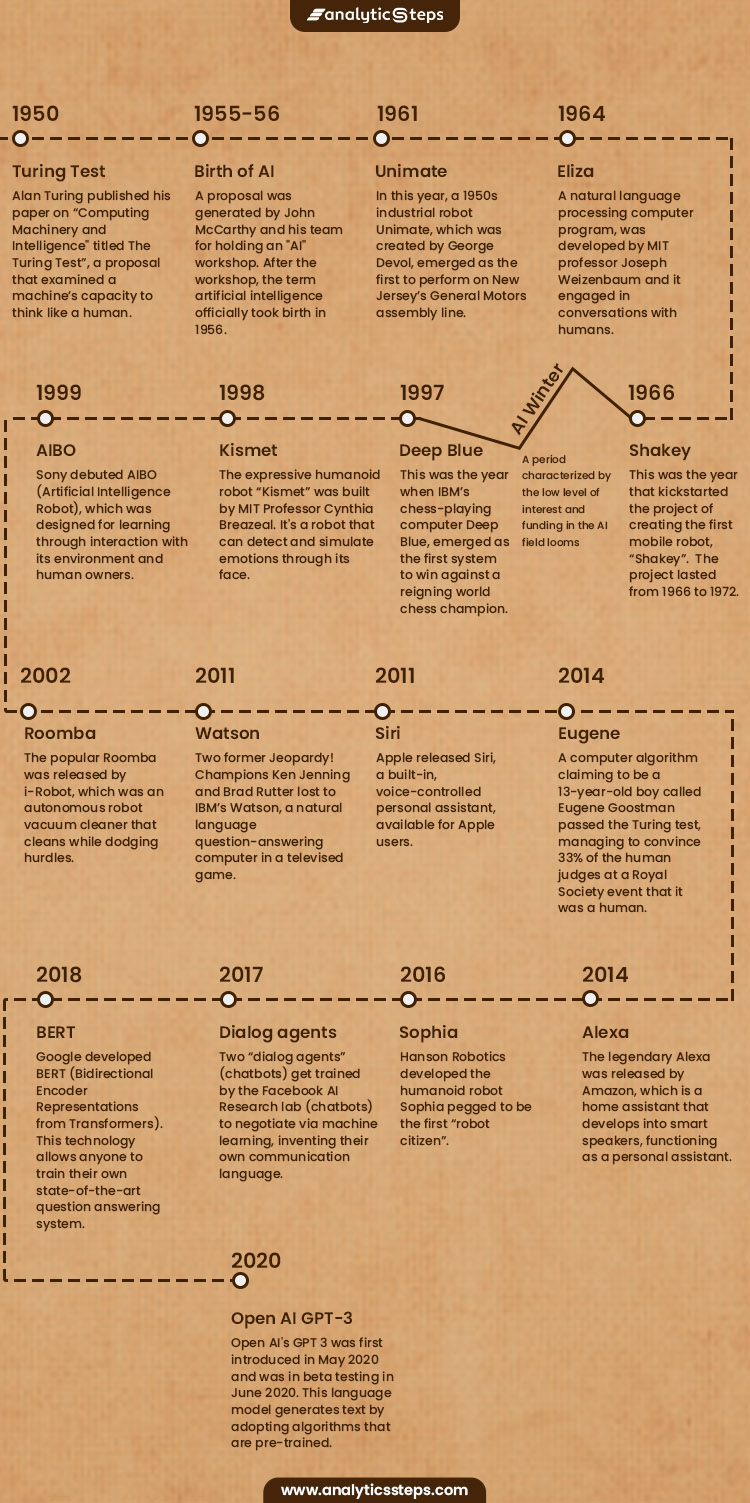 analyticSteps
1950
Turing Test
Alan Turing published his
paper on “Computing
Machinery and
Intelligence" titled The
Turing Test”, a proposal
that examined a
machine’s capacity to
think like a human.
1955-56
Birth of AI
A proposal was
generated by John
McCarthy and his team
for holding an "AI"
workshop. After the
workshop, the term
artificial intelligence
officially took birth in
1956.
1961
Unimate
In this year, a 1950s
industrial robot
Unimate, which was
created by George
Devol, emerged as the
first to perform on New
Jersey’s General Motors
assembly line.
1964
Eliza
A natural language
processing computer
program, was
developed by MIT
professor Joseph
Weizenbaum and it
engaged in
conversations with
humans.
1966
Shakey
This was the year
that kickstarted
the project of
creating the first
mobile robot,
“Shakey”. The
project lasted
from 1966 to 1972.
AI Winter
A period
characterized by
the low level of
interest and
funding in the AI
field looms
1997
Deep Blue
This was the year
when IBM’s
chess-playing
computer Deep
Blue, emerged as
the first system
to win against a
reigning world
chess champion.
1998
Kismet
The expressive humanoid
robot “Kismet” was built
by MIT Professor Cynthia
Breazeal. It's a robot that
can detect and simulate
emotions through its
face.
1999
AIBO
Sony debuted AIBO
(Artificial Intelligence
Robot), which was
designed for learning
through interaction with
its environment and
human owners.
2002
Roomba
The popular Roomba
was released by
i-Robot, which was an
autonomous robot
vacuum cleaner that
cleans while dodging
hurdles.
2011
Watson
Two former Jeopardy!
Champions Ken Jenning
and Brad Rutter lost to
IBM’s Watson, a natural
language
question-answering
computer in a televised
game.
2011
Siri
Apple released Siri,
a built-in,
voice-controlled
personal assistant,
available for Apple
users.
2014
Eugene
A computer algorithm
claiming to be a
13-year-old boy called
Eugene Goostman
passed the Turing test,
managing to convince
33% of the human
judges at a Royal
Society event that it
was a human.
2014
Alexa
The legendary Alexa
was released by
Amazon, which is a
home assistant that
develops into smart
speakers, functioning
as a personal assistant.
2016
Sophia
Hanson Robotics
developed the
humanoid robot
Sophia pegged to be
the first “robot
citizen”.
2017
Dialog agents
Two “dialog agents”
(chatbots) get trained
by the Facebook AI
Research lab (chatbots)
to negotiate via machine
learning, inventing their
own communication
language.
2018
BERT
Google developed
BERT (Bidirectional
Encoder
Representations
from Transformers).
This technology
allows anyone to
train their own
state-of-the-art
question answering
system.
2020
Open AI GPT-3
Open AI's GPT 3 was first
introduced in May 2020
and was in beta testing in
June 2020. This language
model generates text by
adopting algorithms that
are pre-trained.
www.analyticssteps.com